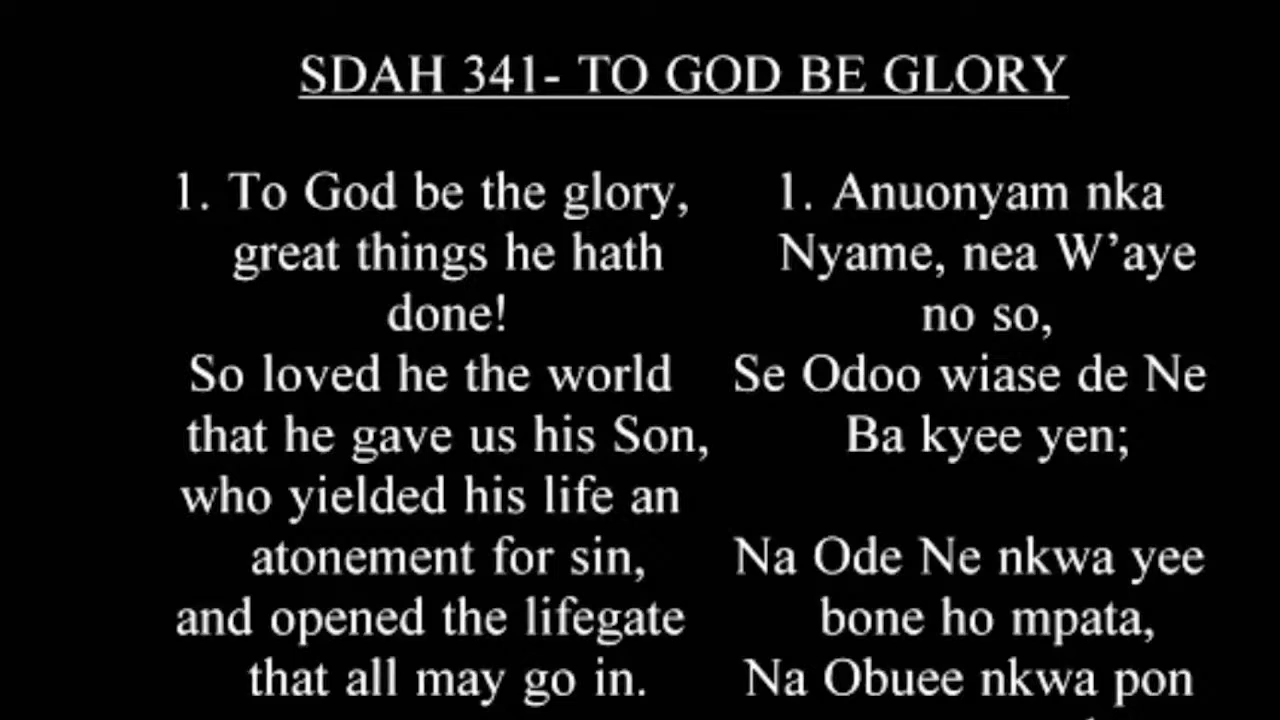 SDAH 341- TO GOD BE GLORY
1. To God be the glory,
great things he hath
done!
So loved he the world
that he gave us his Son,
who yielded his life an
atonement for sin,
and opened the lifegate
that all may go in.
1. Anuonyam nka
Nyame, nea W’aye
no so,
Se Odoo wiase de Ne
Ba kyee yen;
Na Ode Ne nkwa yee
bone ho mpata,
Na Obuee nkwa pon